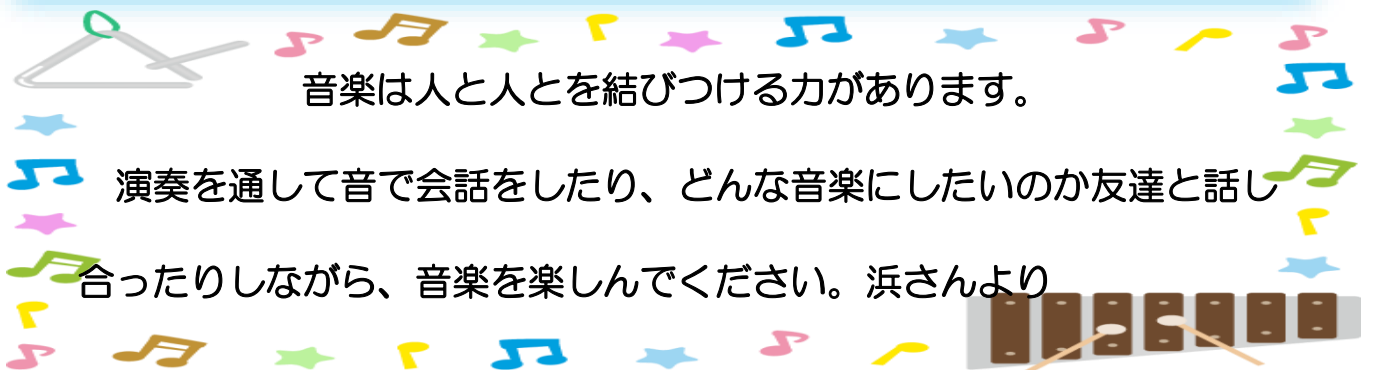 音楽は人と人とを結びつける力があります。
演奏を通して音で会話をしたり、どんな音楽にしたいのか友達と話し
合ったりしながら、音楽を楽しんでください。浜さんより